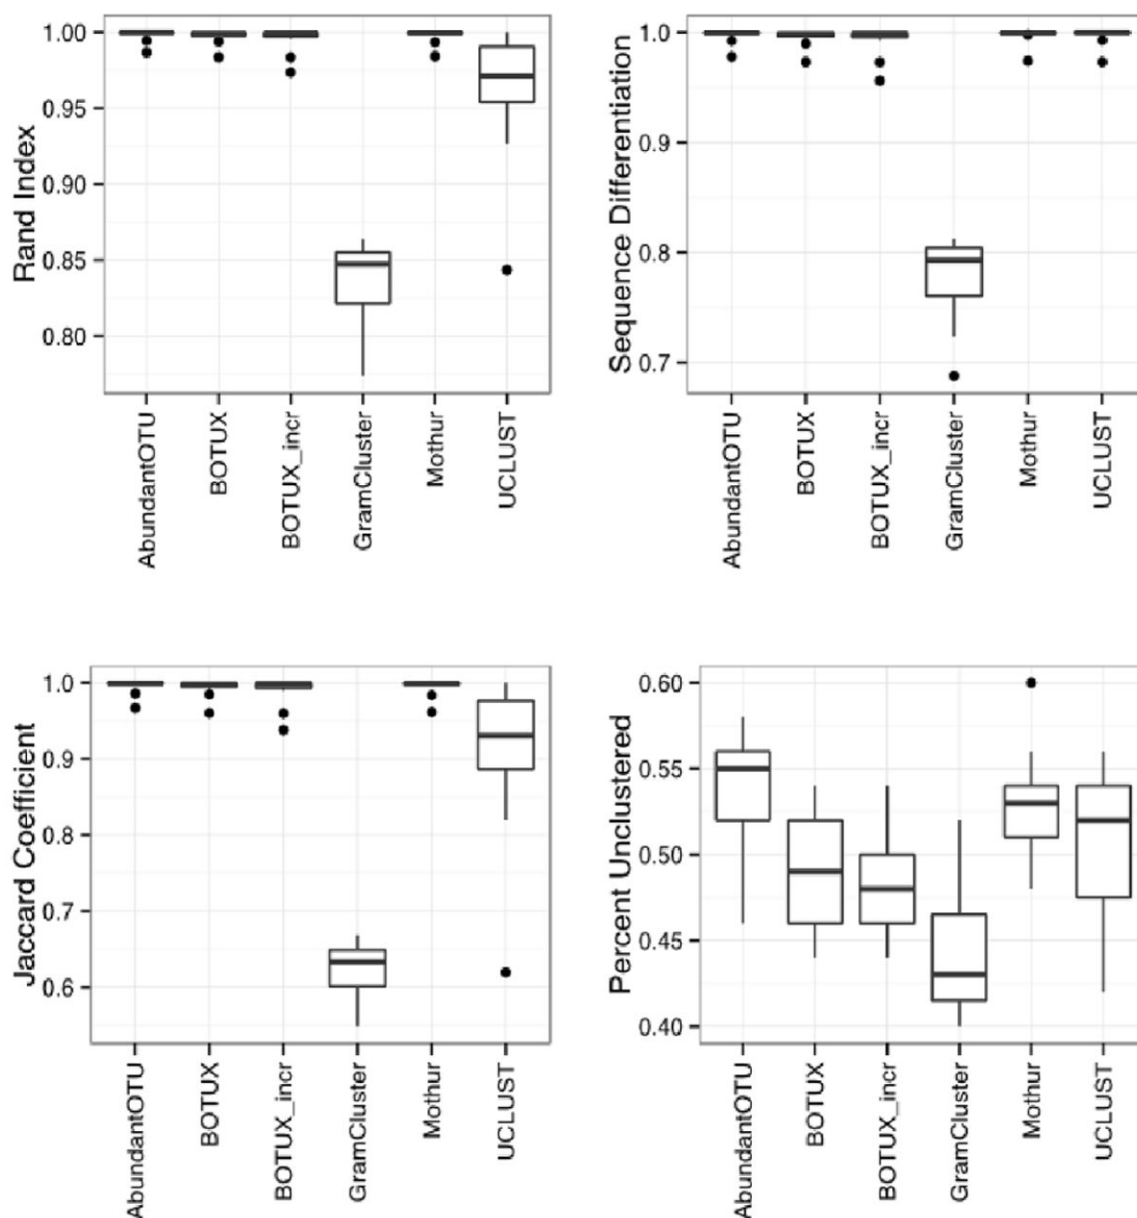 Rand Index
1.00
0.95
0.90
0.85
0.80
AbundantOTU
BOTUX
BOTUX_incr
GramCluster
Mothur
UCLUST
Sequence Differentiation
1.0
0.9
0.8
0.7
AbundantOTU
BOTUX
BOTUX_incr
GramCluster
Mothur
UCLUST
Jaccard Coefficient
1.0
0.9
0.8
0.7
0.6
AbundantOTU
BOTUX
BOTUX_incr
GramCluster
Mothur
UCLUST
Percent Unclustered
0.60
0.55
0.50
0.45
0.40
AbundantOTU
BOTUX
BOTUX_incr
GramCluster
Mothur
UCLUST